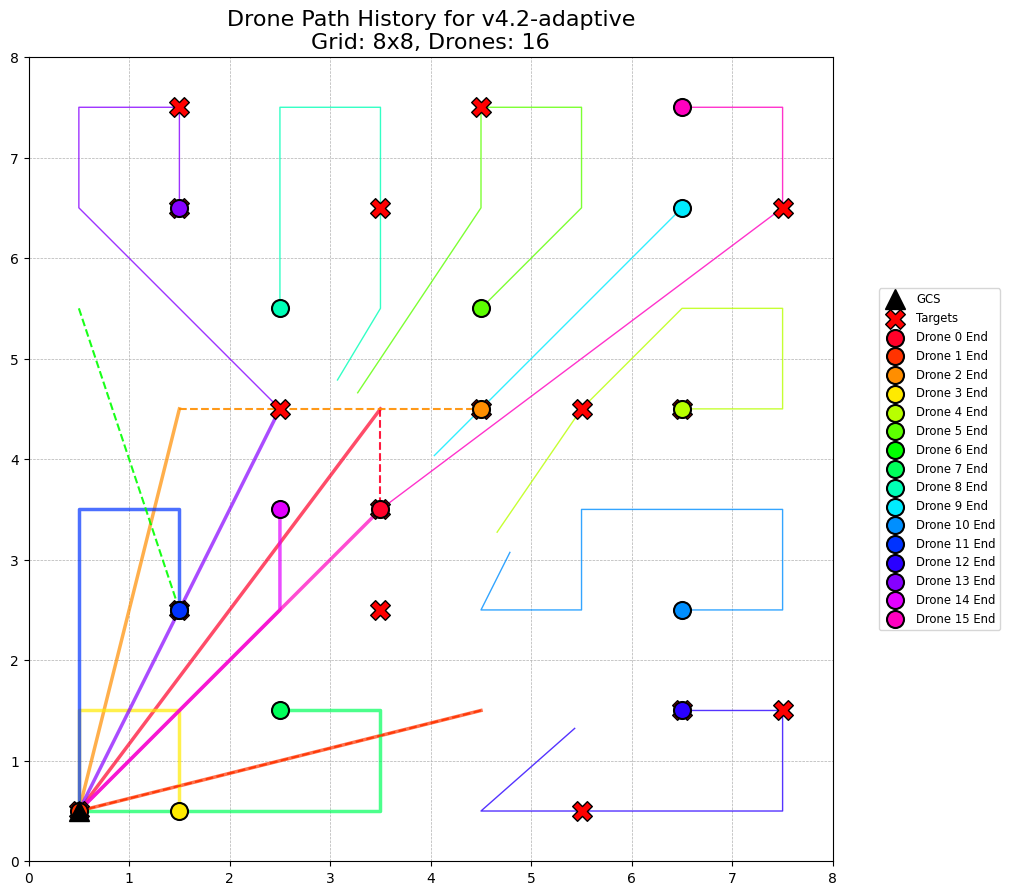 Drone Path History for v4.2-adaptive
Grid: 8x8, Drones: 16
8
7
6
5
4
3
2
1
0
0 1 2 3 4 5 6 7 8
GCS
Targets
Drone 0 End
Drone 1 End
Drone 2 End
Drone 3 End
Drone 4 End
Drone 5 End
Drone 6 End
Drone 7 End
Drone 8 End
Drone 9 End
Drone 10 End
Drone 11 End
Drone 12 End
Drone 13 End
Drone 14 End
Drone 15 End